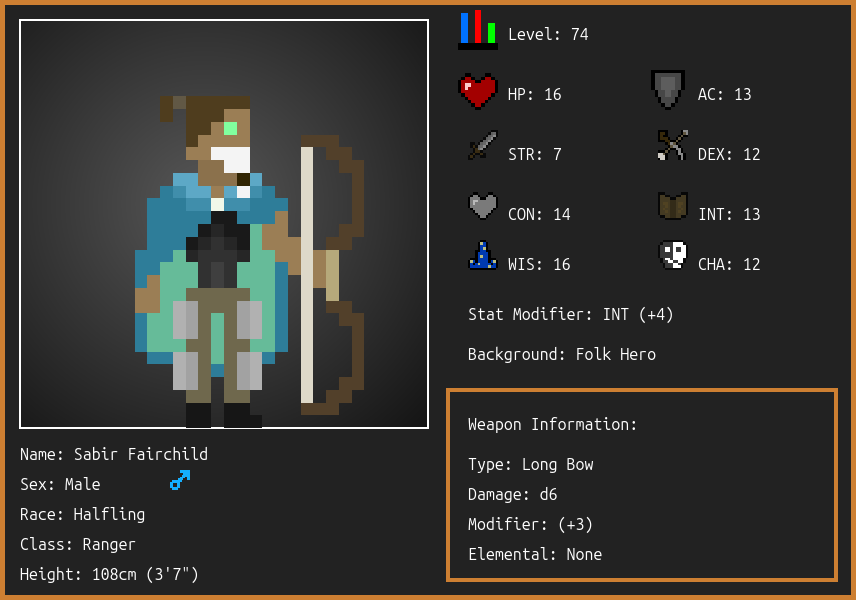 Level: 74
HP: 16
AC: 13
STR: 7
DEX: 12
CON: 14
INT: 13
WIS: 16
CHA: 12
Stat Modifier: INT (+4)
Background: Folk Hero
Weapon Information:
Type: Long Bow
Damage: d6
Modifier: (+3)
Elemental: None
Name: Sabir Fairchild
Sex: Male
Race: Halfling
Class: Ranger
Height: 108cm (3'7")